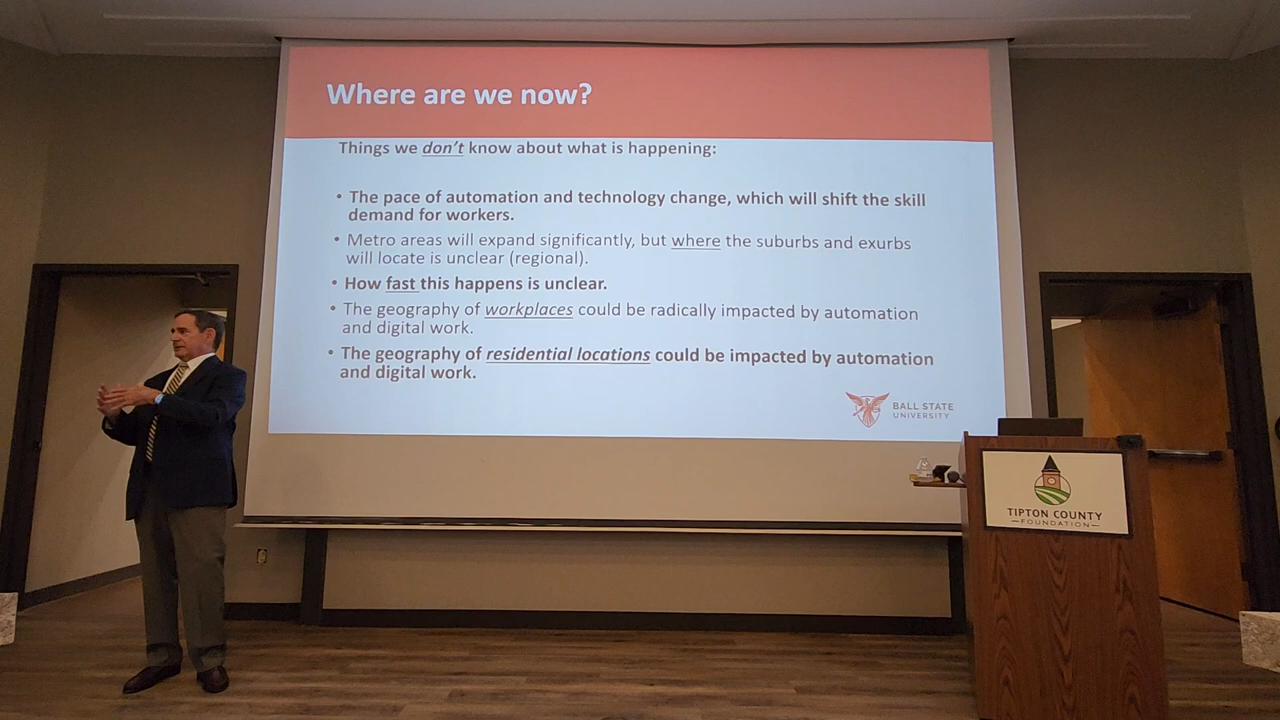 Where are we now?
Things we don't know about what is happening:
• The pace of automation and technology change, which will shift the skill
demand for workers.
• Metro areas will expand significantly, but where the suburbs and exurbs
will locate is unclear (regional).
• How fast this happens is unclear.
• The geography of workplaces could be radically impacted by automation
and digital work.
• The geography of residential locations could be impacted by automation
and digital work.
BALL STATE
UNIVERSITY
TIPTON COUNTY
FOUNDATION